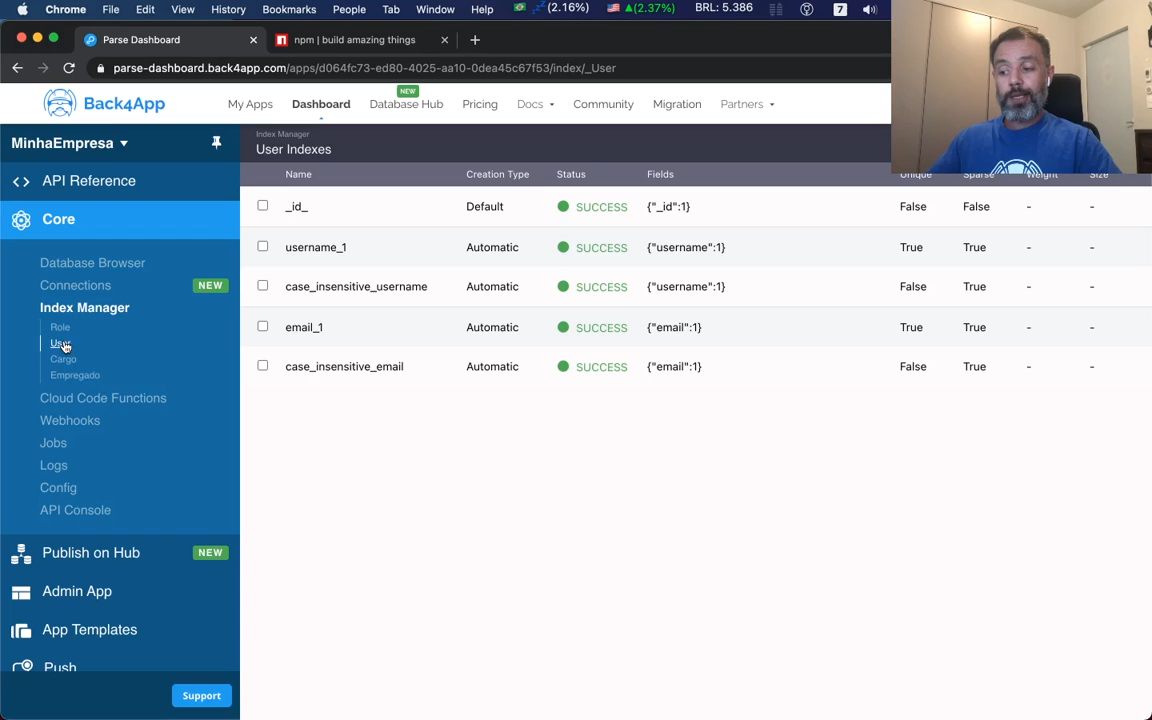 Chrome File Edit View History Bookmarks People Tab Window Help (2.16%) (2.37%) BRL: 5.386 7
Parse Dashboard
npm | build amazing things
parse-dashboard.back4app.com/apps/d064fc73-ed80-4025-aa10-0dea45c67f53/index/_User
Back4App
My Apps Dashboard NEW Database Hub Pricing Docs Community Migration Partners
MinhaEmpresa
API Reference
Core
Database Browser
Connections NEW
Index Manager
Role
User
Cargo
Empregado
Cloud Code Functions
Webhooks
Jobs
Logs
Config
API Console
Publish on Hub NEW
Admin App
App Templates
Push
Support
Index Manager
User Indexes
Name Creation Type Status Fields Unique Sparse Weight Size
_id_ Default SUCCESS {"_id":1} False False - -
username_1 Automatic SUCCESS {"username":1} True True - -
case_insensitive_username Automatic SUCCESS {"username":1} False True - -
email_1 Automatic SUCCESS {"email":1} True True - -
case_insensitive_email Automatic SUCCESS {"email":1} False True - -